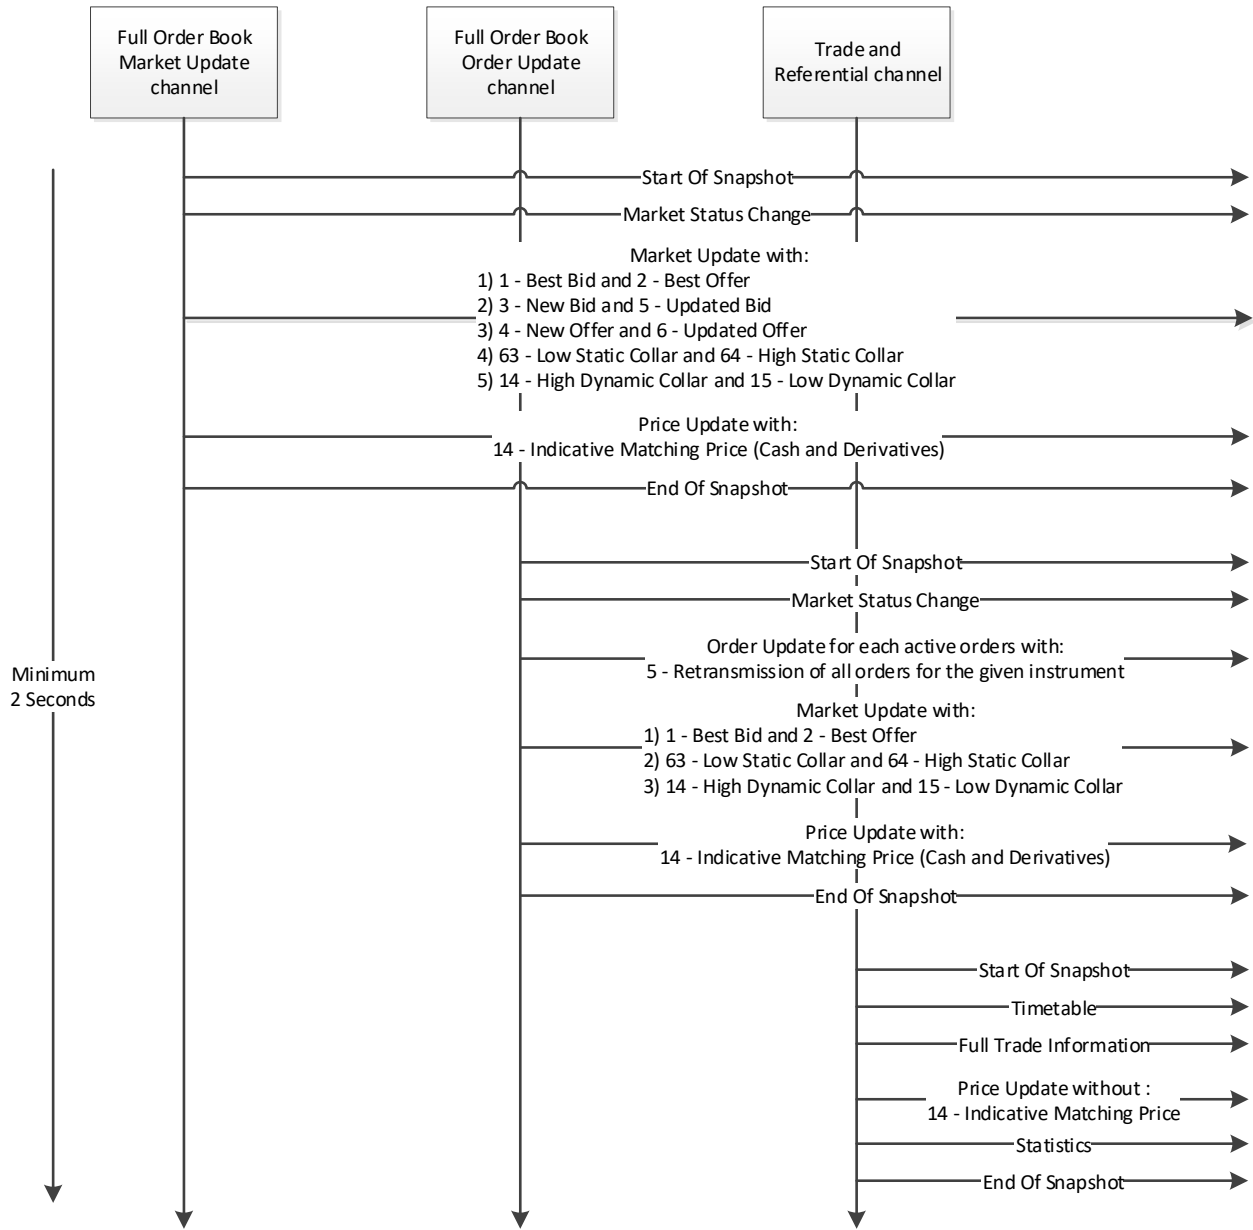 Full Order Book
Market Update
channel
Full Order Book
Order Update
channel
Trade and
Referential channel
Start Of Snapshot
Market Status Change
Market Update with:
1) 1 - Best Bid and 2 - Best Offer
2) 3 - New Bid and 5 - Updated Bid
3) 4 - New Offer and 6 - Updated Offer
4) 63 - Low Static Collar and 64 - High Static Collar
5) 14 - High Dynamic Collar and 15 - Low Dynamic Collar
Price Update with:
14 - Indicative Matching Price (Cash and Derivatives)
End Of Snapshot
Start Of Snapshot
Market Status Change
Order Update for each active orders with:
5 - Retransmission of all orders for the given instrument
Minimum
2 Seconds
Market Update with:
1) 1 - Best Bid and 2 - Best Offer
2) 63 - Low Static Collar and 64 - High Static Collar
3) 14 - High Dynamic Collar and 15 - Low Dynamic Collar
Price Update with:
14 - Indicative Matching Price (Cash and Derivatives)
End Of Snapshot
Start Of Snapshot
Timetable
Full Trade Information
Price Update without :
14 - Indicative Matching Price
Statistics
End Of Snapshot